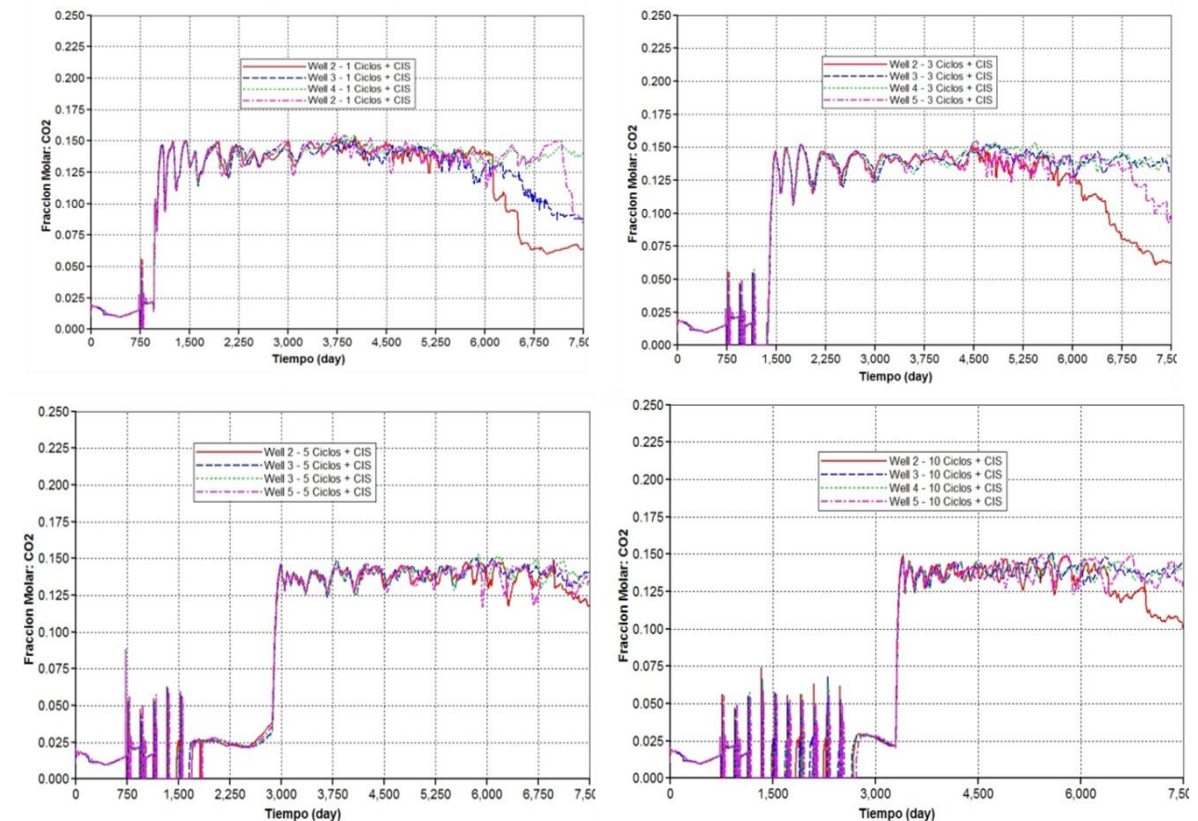 0.250
0.225
0.200
0.175
0.150
0.125
0.100
0.075
0.050
0.025
0.000
Fraccion Molar: CO2
Well 2 - 1 Ciclos + CIS
Well 3 - 1 Ciclos + CIS
Well 4 - 1 Ciclos + CIS
Well 2 - 1 Ciclos + CIS
0 750 1,500 2,250 3,000 3,750 4,500 5,250 6,000 6,750 7,50
Tiempo (day)
0.250
0.225
0.200
0.175
0.150
0.125
0.100
0.075
0.050
0.025
0.000
Fraccion Molar: CO2
Well 2 - 3 Ciclos + CIS
Well 3 - 3 Ciclos + CIS
Well 4 - 3 Ciclos + CIS
Well 5 - 3 Ciclos + CIS
0 750 1,500 2,250 3,000 3,750 4,500 5,250 6,000 6,750 7,50
Tiempo (day)
0.250
0.225
0.200
0.175
0.150
0.125
0.100
0.075
0.050
0.025
0.000
Fraccion Molar: CO2
Well 2 - 5 Ciclos + CIS
Well 3 - 5 Ciclos + CIS
Well 3 - 5 Ciclos + CIS
Well 5 - 5 Ciclos + CIS
0 750 1,500 2,250 3,000 3,750 4,500 5,250 6,000 6,750 7,50
Tiempo (day)
0.250
0.225
0.200
0.175
0.150
0.125
0.100
0.075
0.050
0.025
0.000
Fraccion Molar: CO2
Well 2 - 10 Ciclos + CIS
Well 3 - 10 Ciclos + CIS
Well 4 - 10 Ciclos + CIS
Well 5 - 10 Ciclos + CIS
0 1,500 3,000 4,500 6,000 7,50
Tiempo (day)